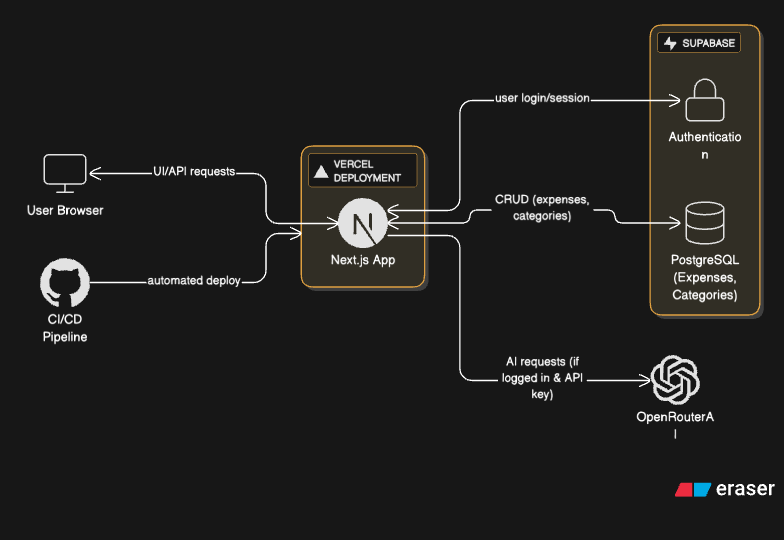 SUPABASE
user login/session
Authenticatio
n
UI/API requests
VERCEL
DEPLOYMENT
User Browser
CRUD (expenses,
categories)
Next.js App
PostgreSQL
(Expenses,
Categories)
automated deploy
CI/CD
Pipeline
AI requests (if
logged in & API
key)
OpenRouterA
I
eraser